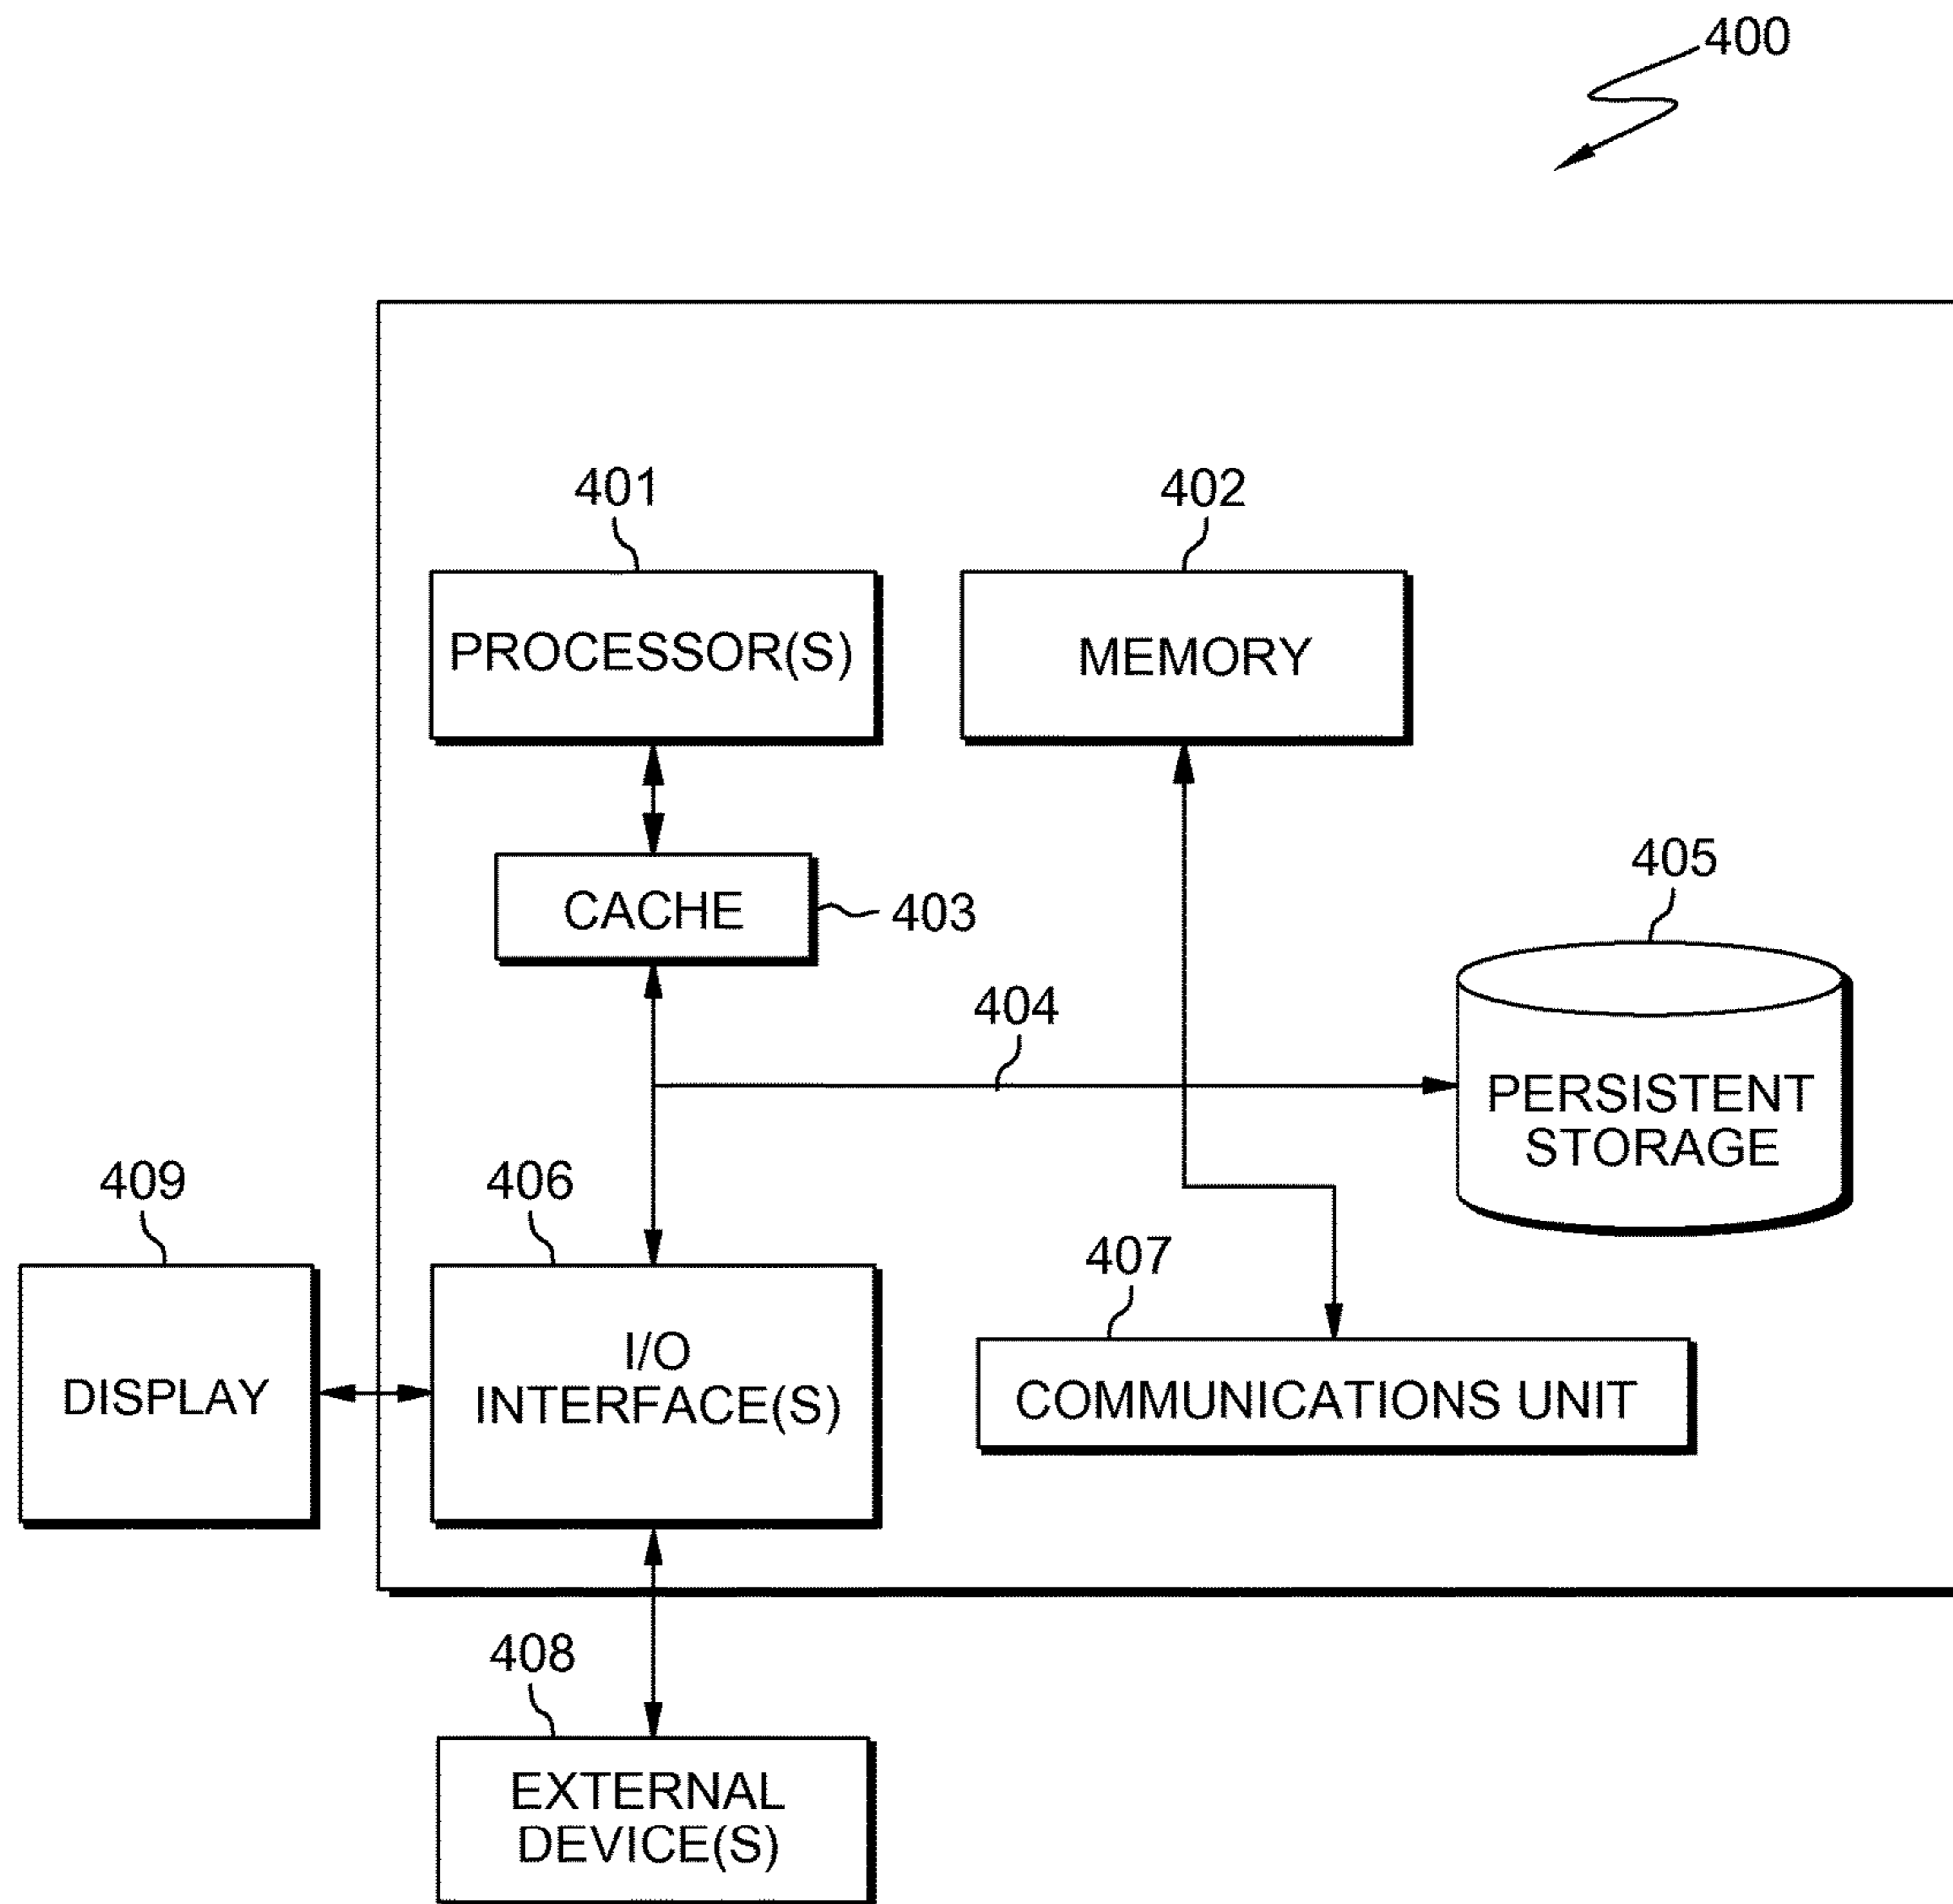 400
401
402
PROCESSOR(S)
MEMORY
CACHE
403
405
404
PERSISTENT
STORAGE
409
406
407
DISPLAY
I/O
INTERFACE(S)
COMMUNICATIONS UNIT
408
EXTERNAL
DEVICE(S)